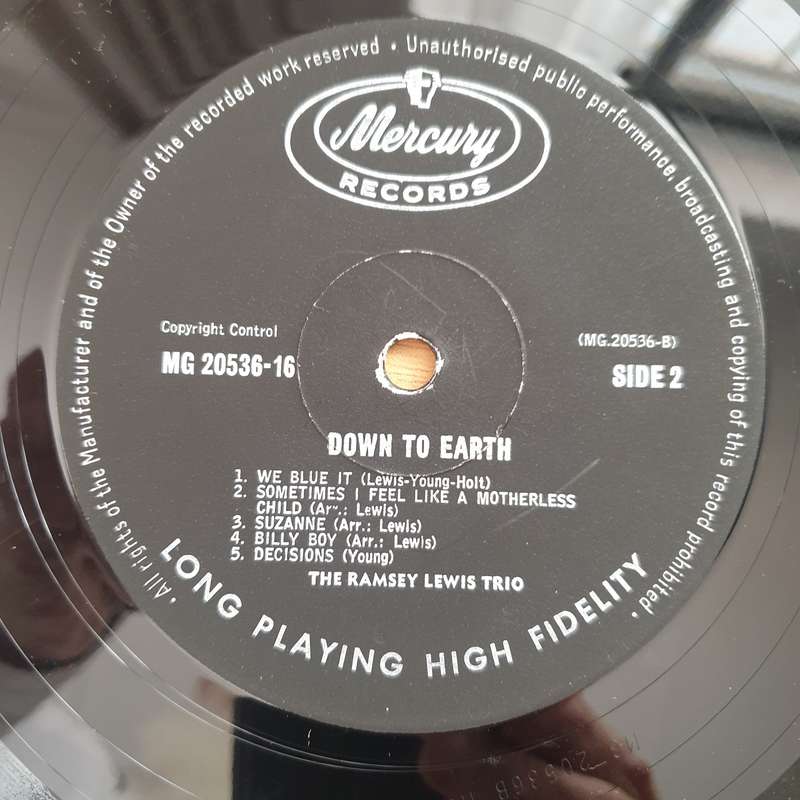 • All rights of the Manufacturer and of the Owner of the recorded work reserved • Unauthorised public performance, broadcasting and copying of this record prohibited •
Mercury
RECORDS
Copyright Control
(MG.20536-B)
MG 20536-16
SIDE 2
DOWN TO EARTH
1. WE BLUE IT (Lewis-Young-Holt)
2. SOMETIMES I FEEL LIKE A MOTHERLESS
CHILD (Arr.: Lewis)
3. SUZANNE (Arr.: Lewis)
4. BILLY BOY (Arr.: Lewis)
5. DECISIONS (Young)
THE RAMSEY LEWIS TRIO
LONG PLAYING HIGH FIDELITY
MG 20536B